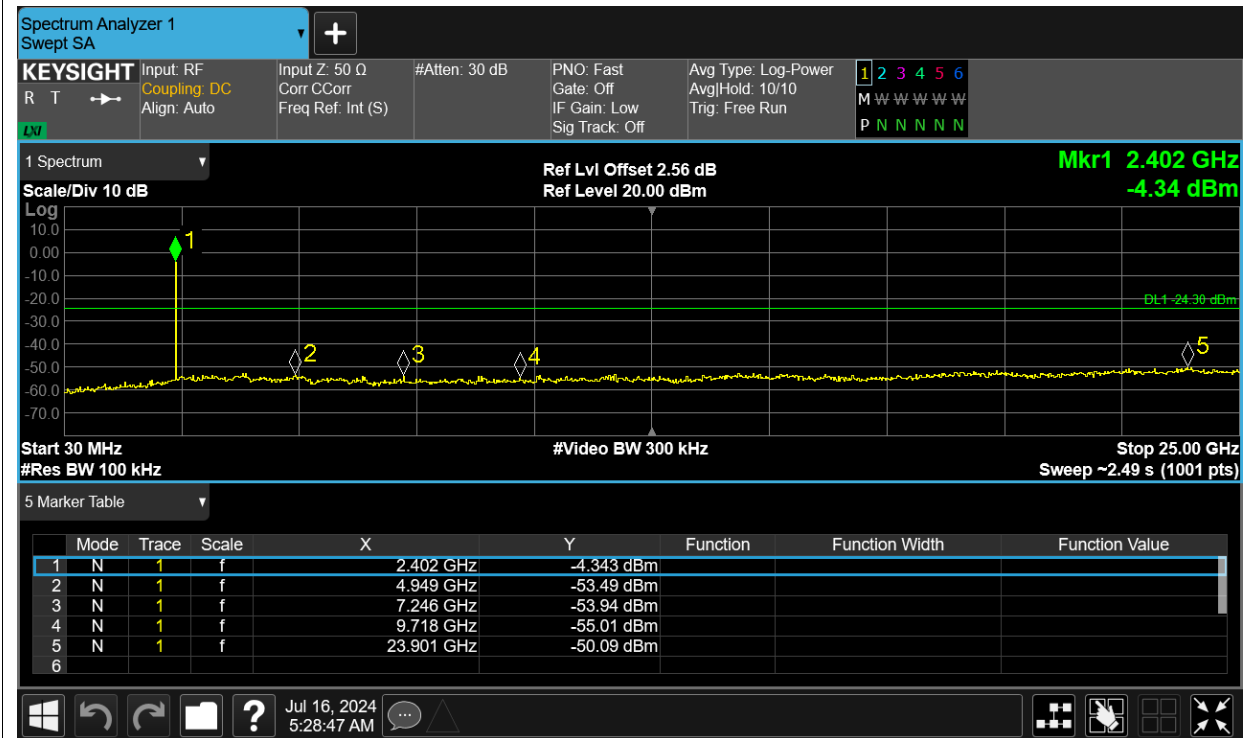 Spectrum Analyzer 1
Swept SA
+
KEYSIGHT Input: RF Input Z: 50 Ω #Atten: 30 dB PNO: Fast Avg Type: Log-Power 1 2 3 4 5 6
R T Coupling: DC Corr CCorr Gate: Off Avg|Hold: 10/10 M W W W W W
Align: Auto Freq Ref: Int (S) IF Gain: Low Trig: Free Run
LXI Sig Track: Off P N N N N N
1 Spectrum Ref Lvl Offset 2.56 dB Mkr1 2.402 GHz
Scale/Div 10 dB Ref Level 20.00 dBm -4.34 dBm
Log
10.0 1
0.00
-10.0
-20.0 DL1 -24.30 dBm
-30.0
-40.0 2 3 4 5
-50.0
-60.0
-70.0
Start 30 MHz #Video BW 300 kHz Stop 25.00 GHz
#Res BW 100 kHz Sweep ~2.49 s (1001 pts)
5 Marker Table
Mode Trace Scale X Y Function Function Width Function Value
1 N 1 f 2.402 GHz -4.343 dBm
2 N 1 f 4.949 GHz -53.49 dBm
3 N 1 f 7.246 GHz -53.94 dBm
4 N 1 f 9.718 GHz -55.01 dBm
5 N 1 f 23.901 GHz -50.09 dBm
6
? Jul 16, 2024
5:28:47 AM